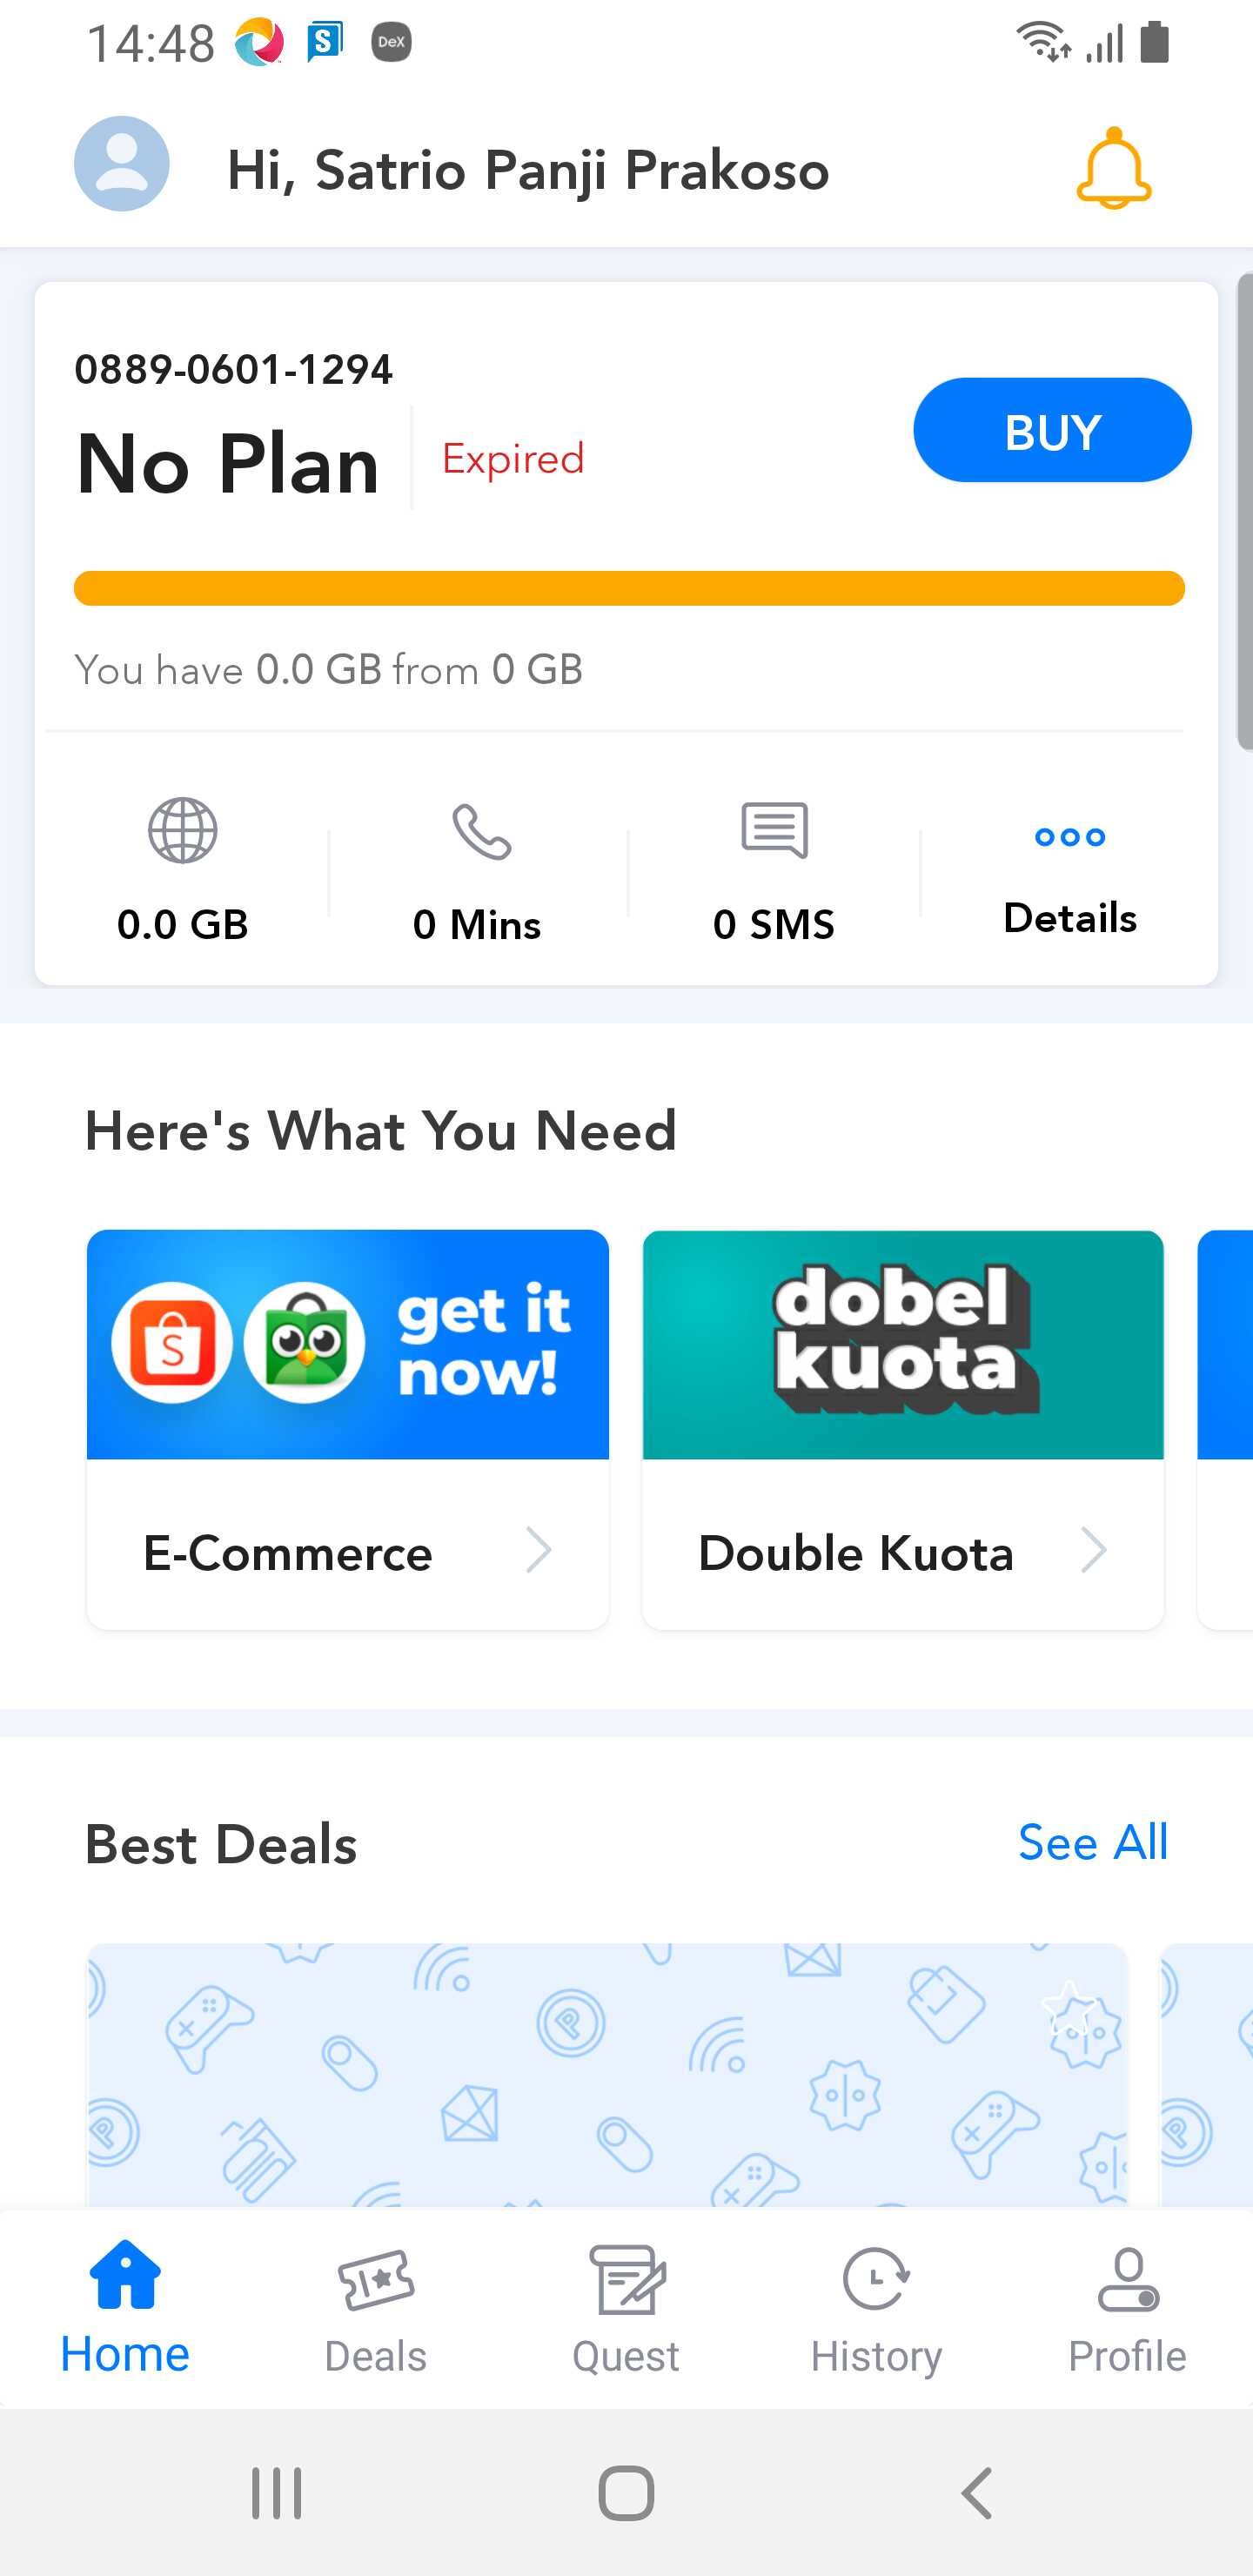 14:48
S
DeX
Hi, Satrio Panji Prakoso
0889-0601-1294
No Plan
Expired
BUY
You have 0.0 GB from 0 GB
0.0 GB
0 Mins
0 SMS
Details
Here's What You Need
S
get it
now!
dobel
kuota
E-Commerce
Double Kuota
Best Deals
See All
Home
Deals
Quest
History
Profile